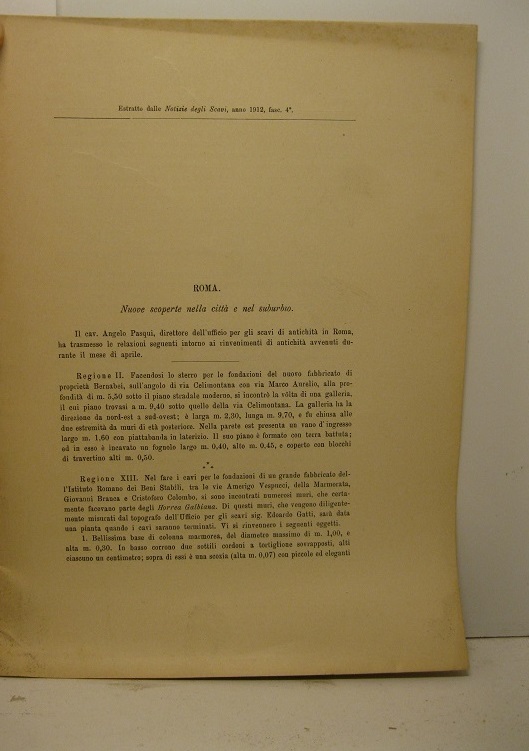 Estratto dalle Notizie degli Scavi, anno 1912, fasc. 4°.
ROMA.
Nuove scoperte nella città e nel suburbio.
Il cav. Angelo Pasqui, direttore dell'ufficio per gli scavi di antichità in Roma,
ha trasmesso le relazioni seguenti intorno ai rinvenimenti di antichità avvenuti du-
rante il mese di aprile.
Regione II. Facendosi lo sterro per le fondazioni del nuovo fabbricato di
proprietà Bernabei, sull'angolo di via Celimontana con via Marco Aurelio, alla pro-
fondità di m. 5,50 sotto il piano stradale moderno, si incontrò la vôlta di una galleria,
il cui piano trovasi a m. 9,40 sotto quello della via Celimontana. La galleria ha la
direzione da nord-est a sud-ovest; è larga m. 2,30, lunga m. 9,70, e fu chiusa alle
due estremità da muri di età posteriore. Nella parete est presenta un vano d'ingresso
largo m. 1,60 con piattabanda in laterizio. Il suo piano è formato con terra battuta;
ed in esso è incavato un fognolo largo m. 0,40, alto m. 0,45, e coperto con blocchi
di travertino alti m. 0,50.
Regione XIII. Nel fare i cavi per le fondazioni di un grande fabbricato del-
l'Istituto Romano dei Beni Stabili, tra le vie Amerigo Vespucci, della Marmorata,
Giovanni Branca e Cristoforo Colombo, si sono incontrati numerosi muri, che certa-
mente facevano parte degli Horrea Galbiana. Di questi muri, che vengono diligente-
mente misurati dal topografo dell'Ufficio per gli scavi sig. Edoardo Gatti, sarà data
una pianta quando i cavi saranno terminati. Vi si rinvennero i seguenti oggetti.
1. Bellissima base di colonna marmorea, del diametro massimo di m. 1,00, e
alta m. 0,30. In basso corrono due sottili cordoni a tortiglione sovrapposti, alti
ciascuno un centimetro; sopra di essi è una scozia (alta m. 0,07) con piccole ed eleganti